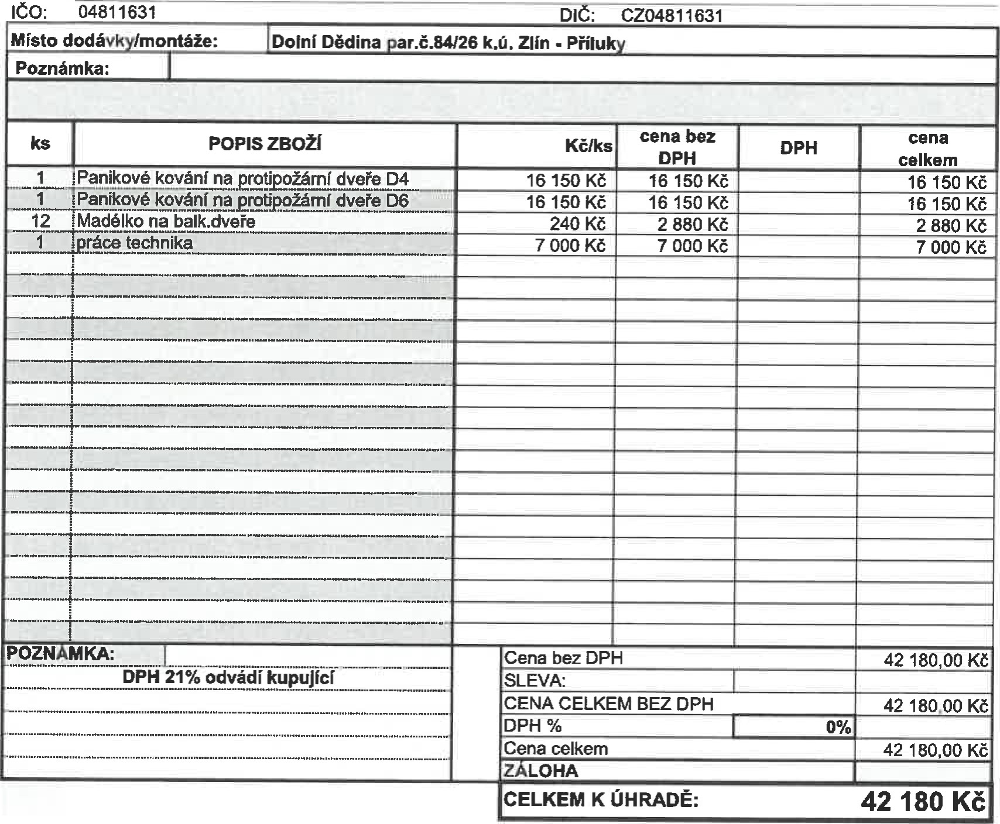 IČO: 04811631 DIČ: CZ04811631
Místo dodávky/montáže: Dolní Dědina par.č.84/26 k.ú. Zlín - Příluky
Poznámka:
ks POPIS ZBOŽÍ Kč/ks cena bez DPH DPH cena celkem
1 Panikové kování na protipožární dveře D4 16 150 Kč 16 150 Kč 16 150 Kč
1 Panikové kování na protipožární dveře D6 16 150 Kč 16 150 Kč 16 150 Kč
12 Madélko na balk.dveře 240 Kč 2 880 Kč 2 880 Kč
1 práce technika 7 000 Kč 7 000 Kč 7 000 Kč
POZNÁMKA:
DPH 21% odvádí kupující
Cena bez DPH 42 180,00 Kč
SLEVA:
CENA CELKEM BEZ DPH 42 180,00 Kč
DPH % 0%
Cena celkem 42 180,00 Kč
ZÁLOHA
CELKEM K ÚHRADĚ: 42 180 Kč